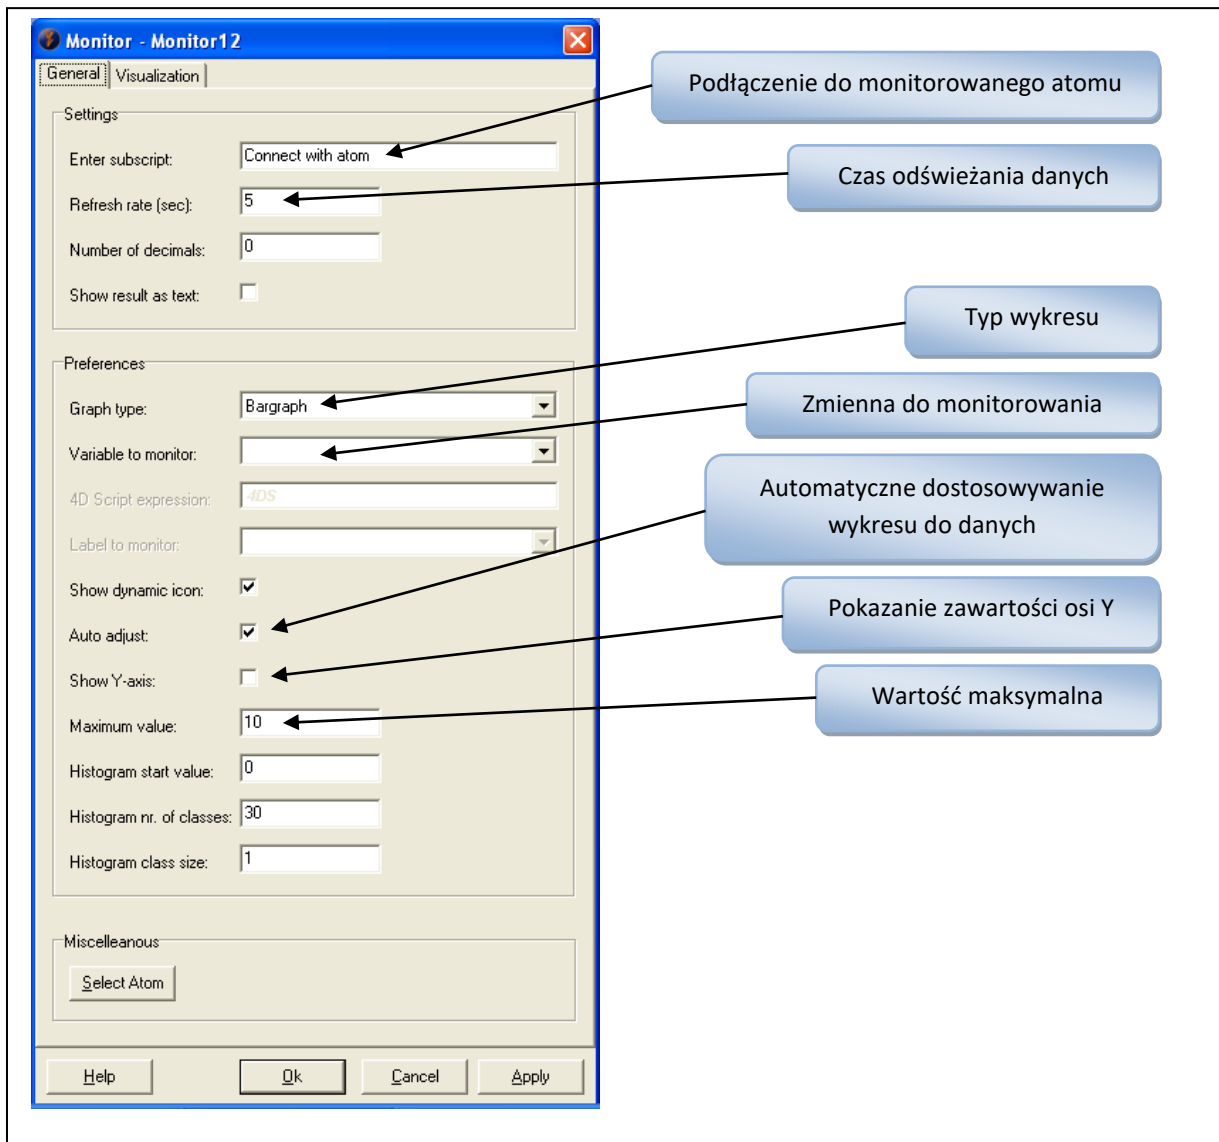 Monitor - Monitor12
General Visualization
Podłączenie do monitorowanego atomu
Settings
Enter subscript: Connect with atom
Czas odświeżania danych
Refresh rate (sec): 5
Number of decimals: 0
Show result as text:
Typ wykresu
Preferences
Graph type: Bargraph
Zmienna do monitorowania
Variable to monitor:
Automatyczne dostosowywanie
wykresu do danych
4D Script expression: 4DS
Label to monitor:
Show dynamic icon:
Pokazanie zawartości osi Y
Auto adjust:
Show Y-axis:
Wartość maksymalna
Maximum value: 10
Histogram start value: 0
Histogram nr. of classes: 30
Histogram class size: 1
Miscelleanous
Select Atom
Help Ok Cancel Apply